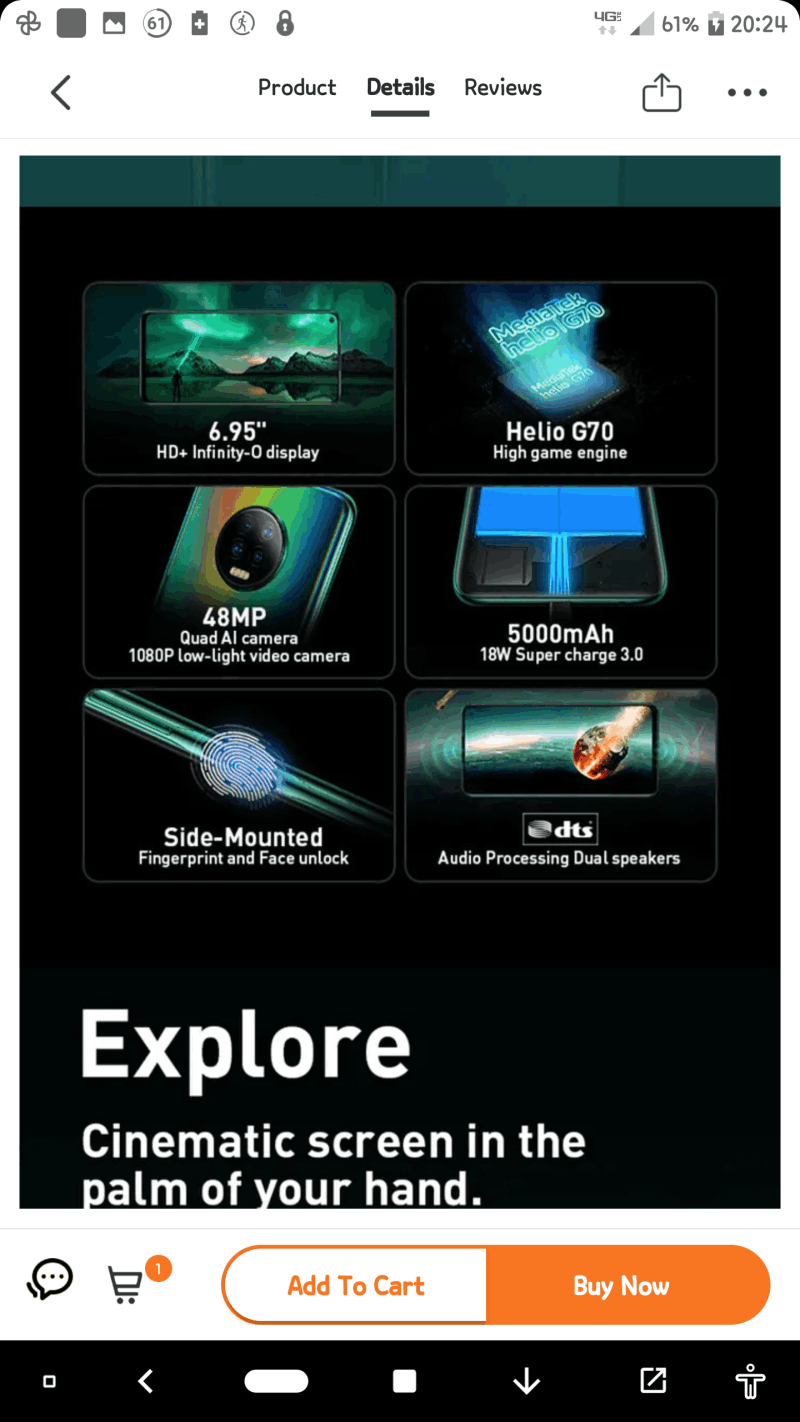 61
4G
61%
20:24
Product
Details
Reviews
MediaTek
helio G70
MediaTek
helio G70
6.95"
HD+ Infinity-O display
Helio G70
High game engine
48MP
Quad AI camera
1080P low-light video camera
5000mAh
18W Super charge 3.0
Side-Mounted
Fingerprint and Face unlock
dts
Audio Processing Dual speakers
Explore
Cinematic screen in the
palm of your hand.
1
Add To Cart
Buy Now